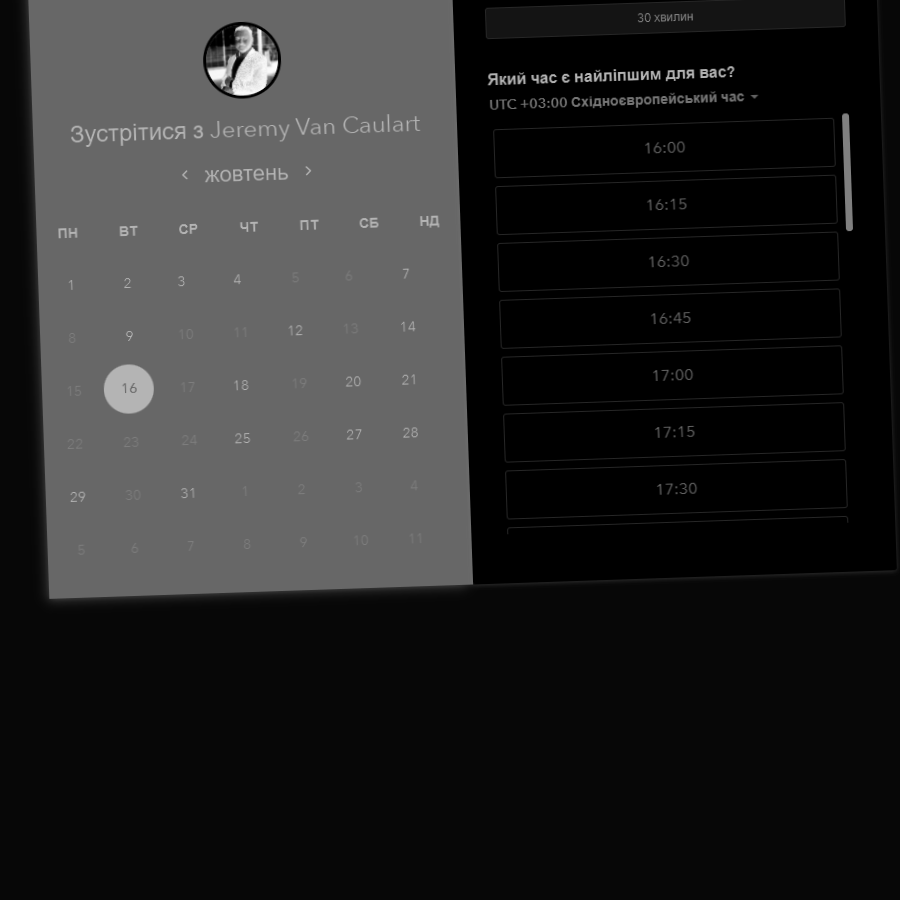 Зустрітися з Jeremy Van Caulart
‹ жовтень ›
ПН ВТ СР ЧТ ПТ СБ НД
1 2 3 4 5 6 7
8 9 10 11 12 13 14
15 16 17 18 19 20 21
22 23 24 25 26 27 28
29 30 31 1 2 3 4
5 6 7 8 9 10 11
30 хвилин
Який час є найліпшим для вас?
UTC +03:00 Східноєвропейський час
16:00
16:15
16:30
16:45
17:00
17:15
17:30